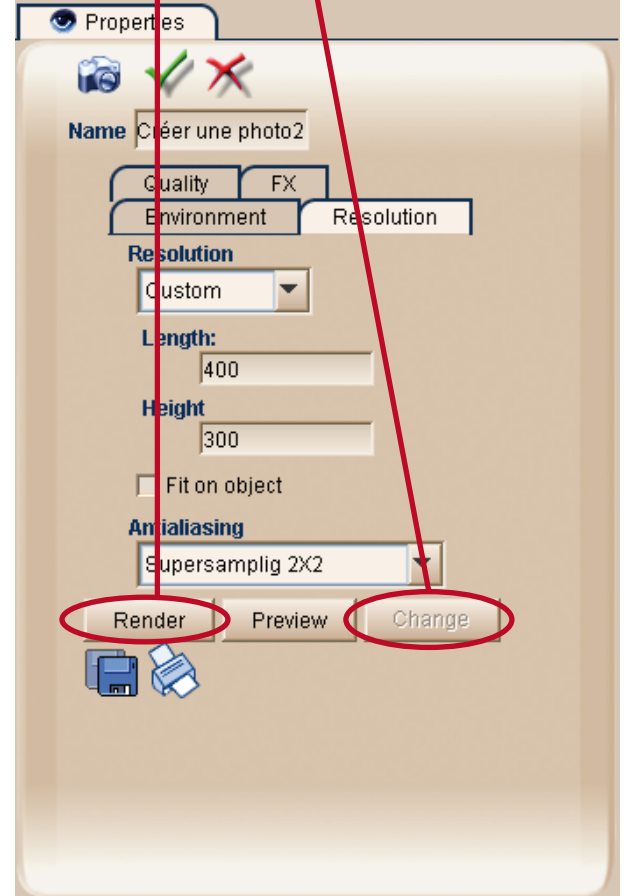 Properties
Name Créer une photo2
Quality FX
Environment Resolution
Resolution
Custom
Length:
400
Height
300
Fit on object
Antialiasing
Supersamplig 2X2
Render Preview Change